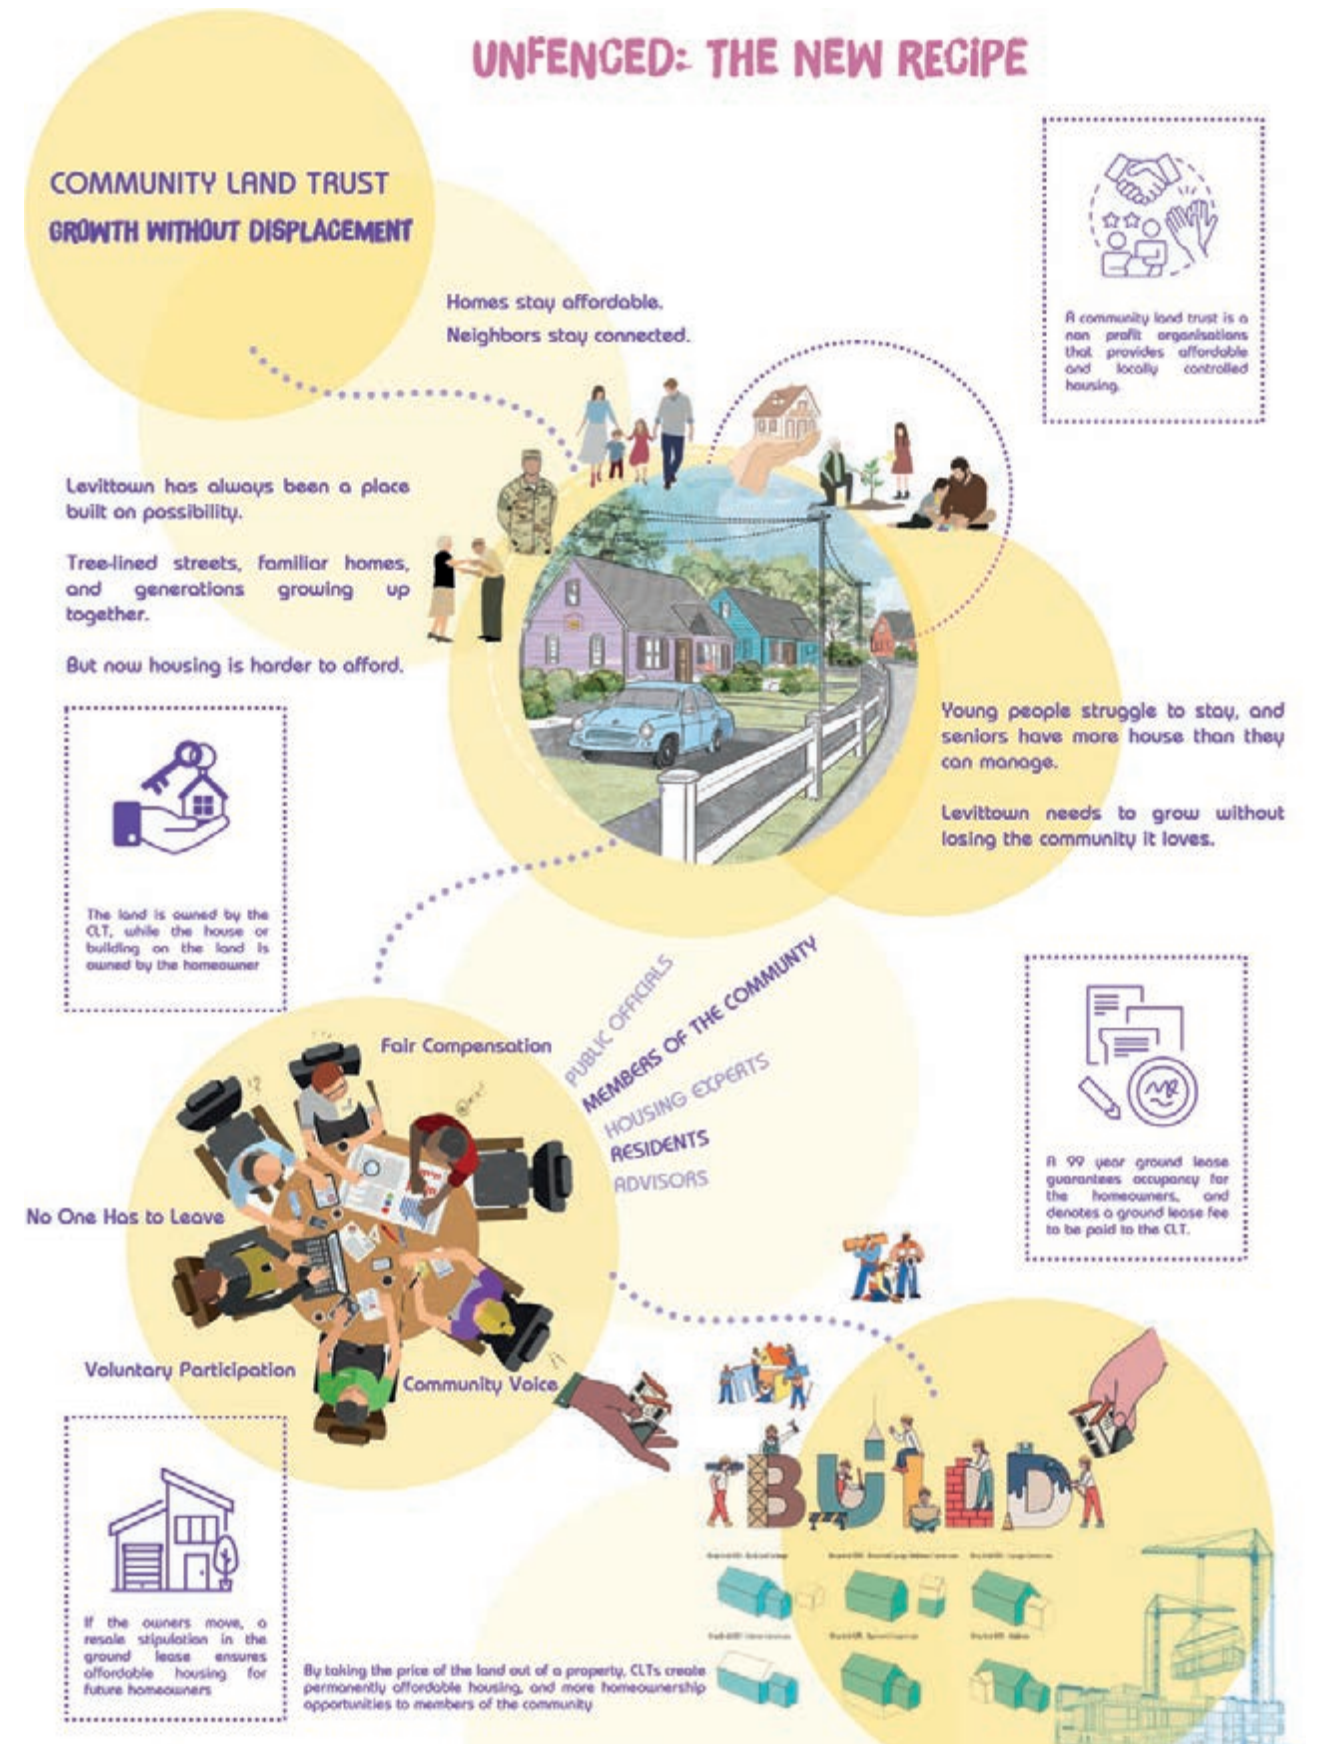 UNFENCED: THE NEW RECIPE
COMMUNITY LAND TRUST
GROWTH WITHOUT DISPLACEMENT
Homes stay affordable.
Neighbors stay connected.
A community land trust is a
non profit organisations
that provides affordable
and locally controlled
housing.
Levittown has always been a place
built on possibility.
Tree-lined streets, familiar homes,
and generations growing up
together.
But now housing is harder to afford.
Young people struggle to stay, and
seniors have more house than they
can manage.
Levittown needs to grow without
losing the community it loves.
The land is owned by the
CLT, while the house or
building on the land is
owned by the homeowner
PUBLIC OFFICIALS
MEMBERS OF THE COMMUNITY
HOUSING EXPERTS
RESIDENTS
ADVISORS
Fair Compensation
No One Has to Leave
Voluntary Participation
Community Voice
A 99 year ground lease
guarantees occupancy for
the homeowners, and
denotes a ground lease fee
to be paid to the CLT.
BUILD
If the owners move, a
resale stipulation in the
ground lease ensures
affordable housing for
future homeowners
By taking the price of the land out of a property, CLTs create
permanently affordable housing, and more homeownership
opportunities to members of the community